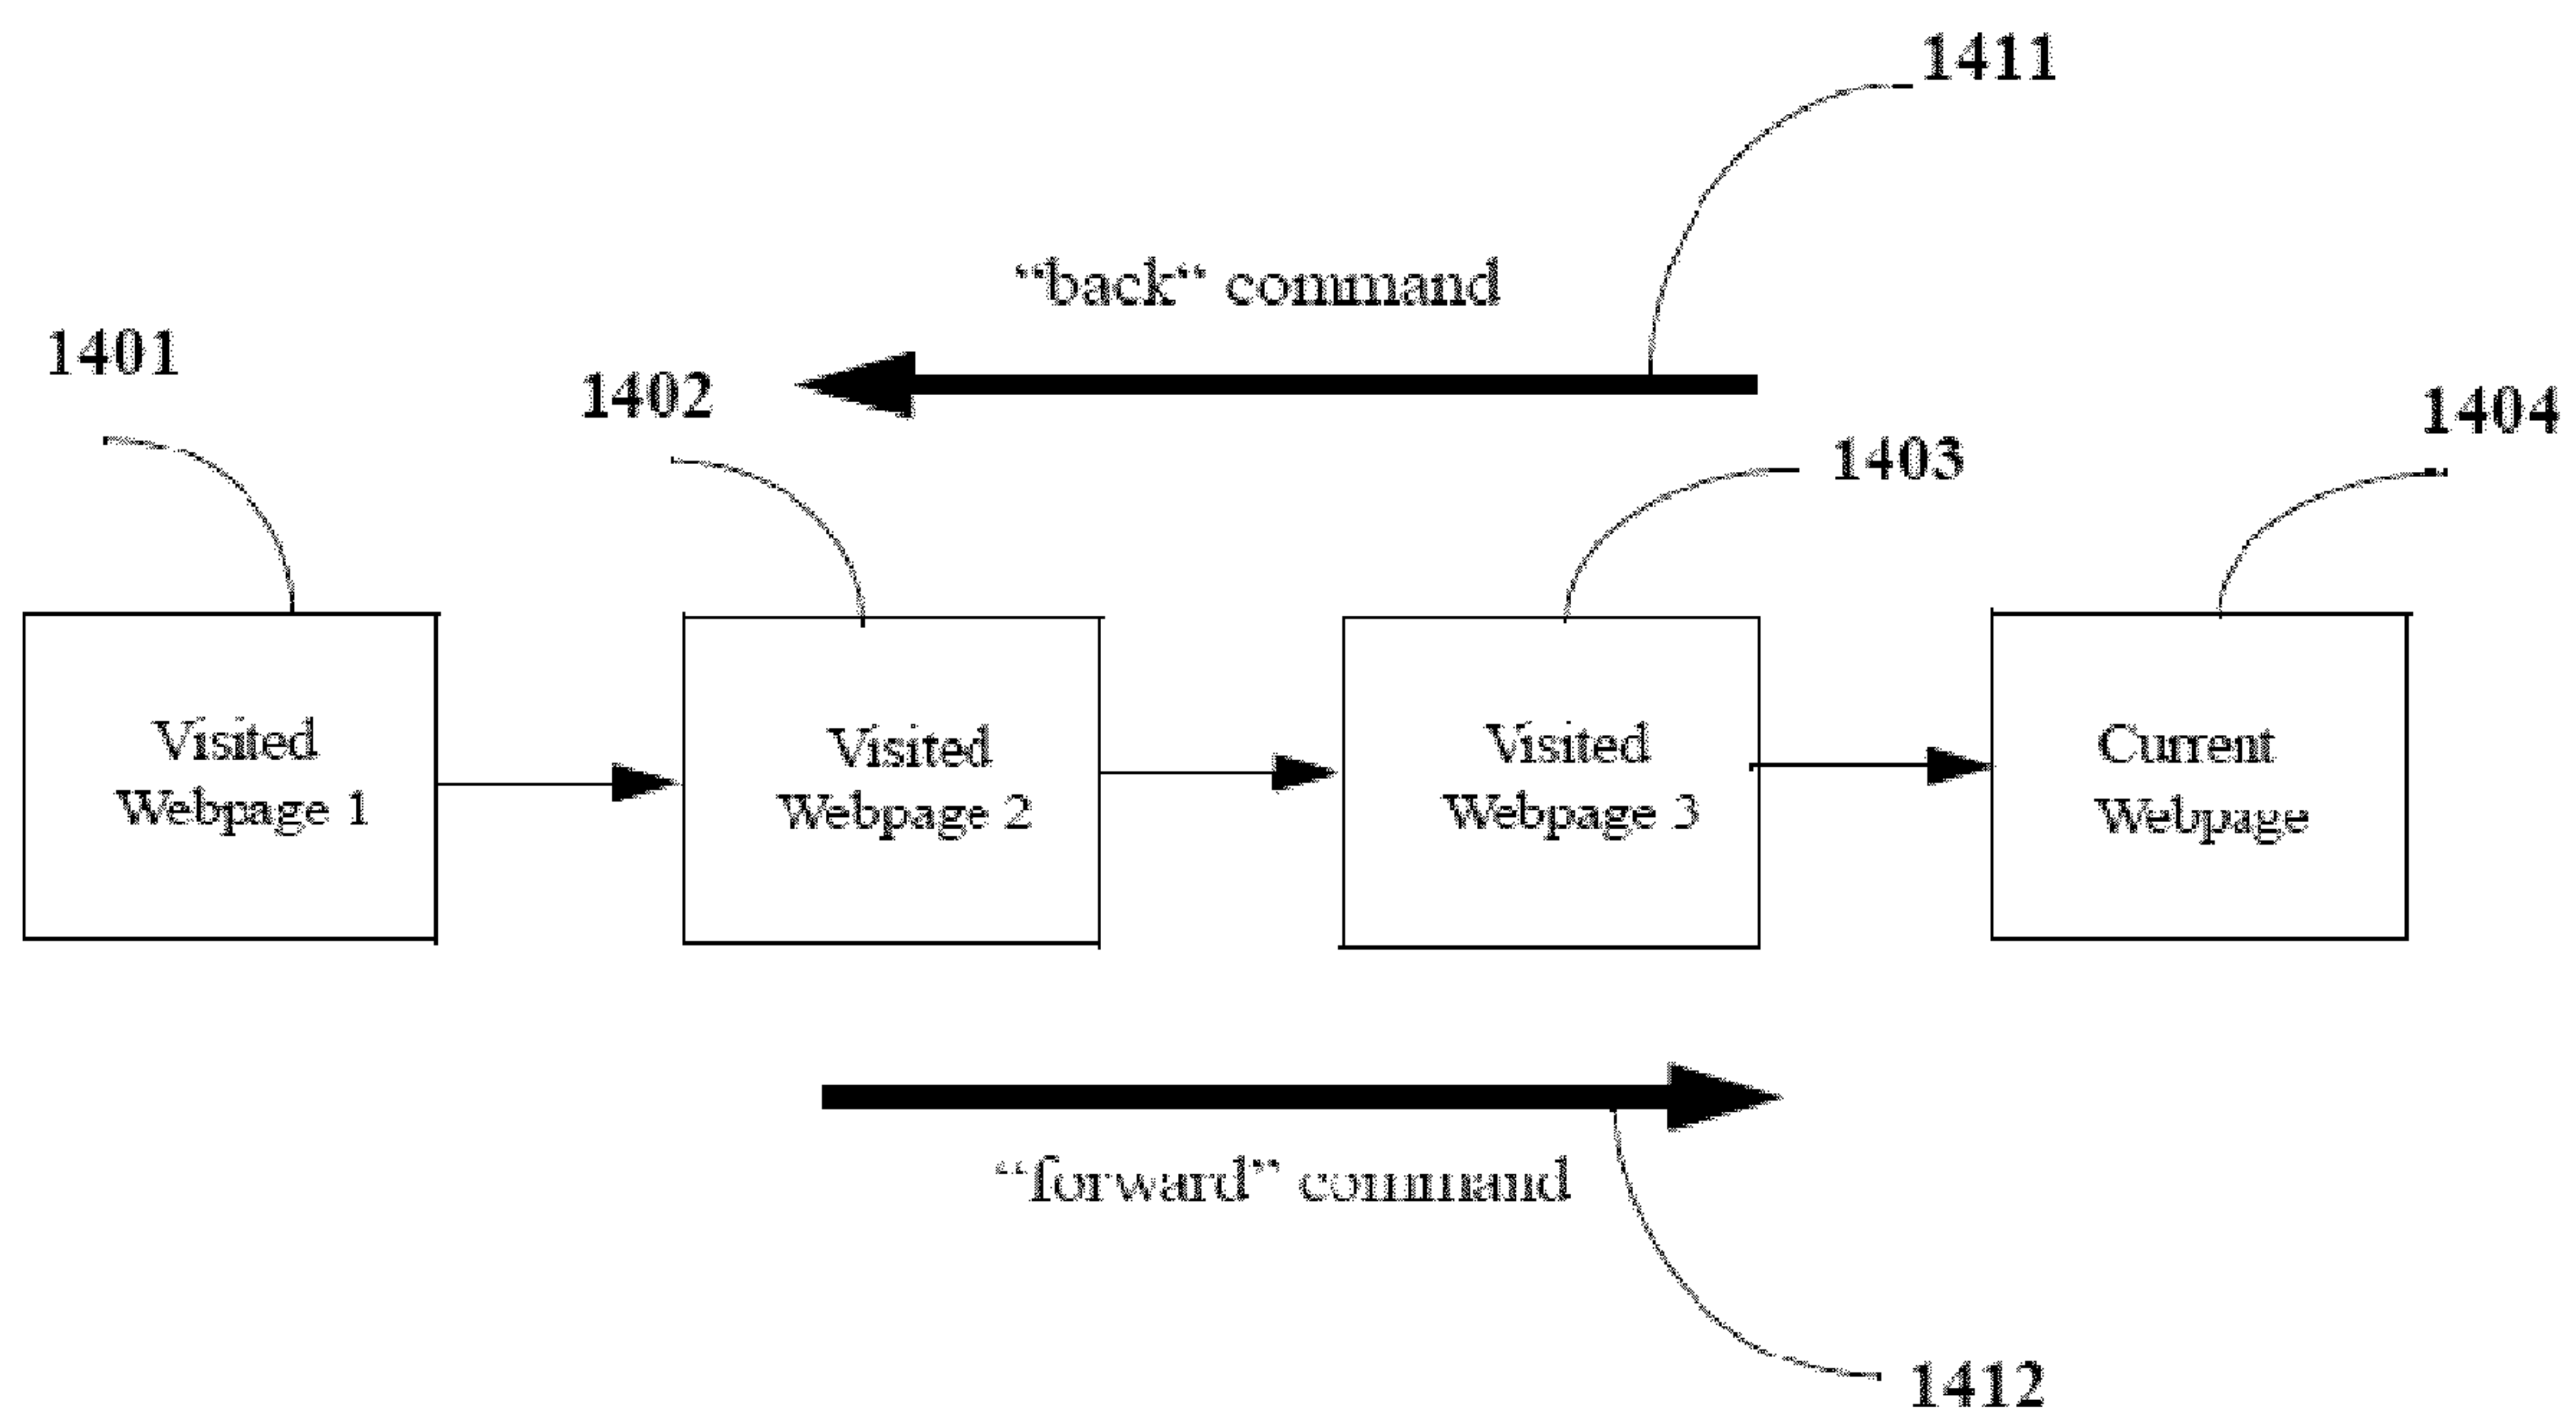 1411
“back“ command
1401
1402
1404
1403
Visited
Webpage 1
Visited
Webpage 2
Visited
Webpage 3
Current
Webpage
“forward” command
1412